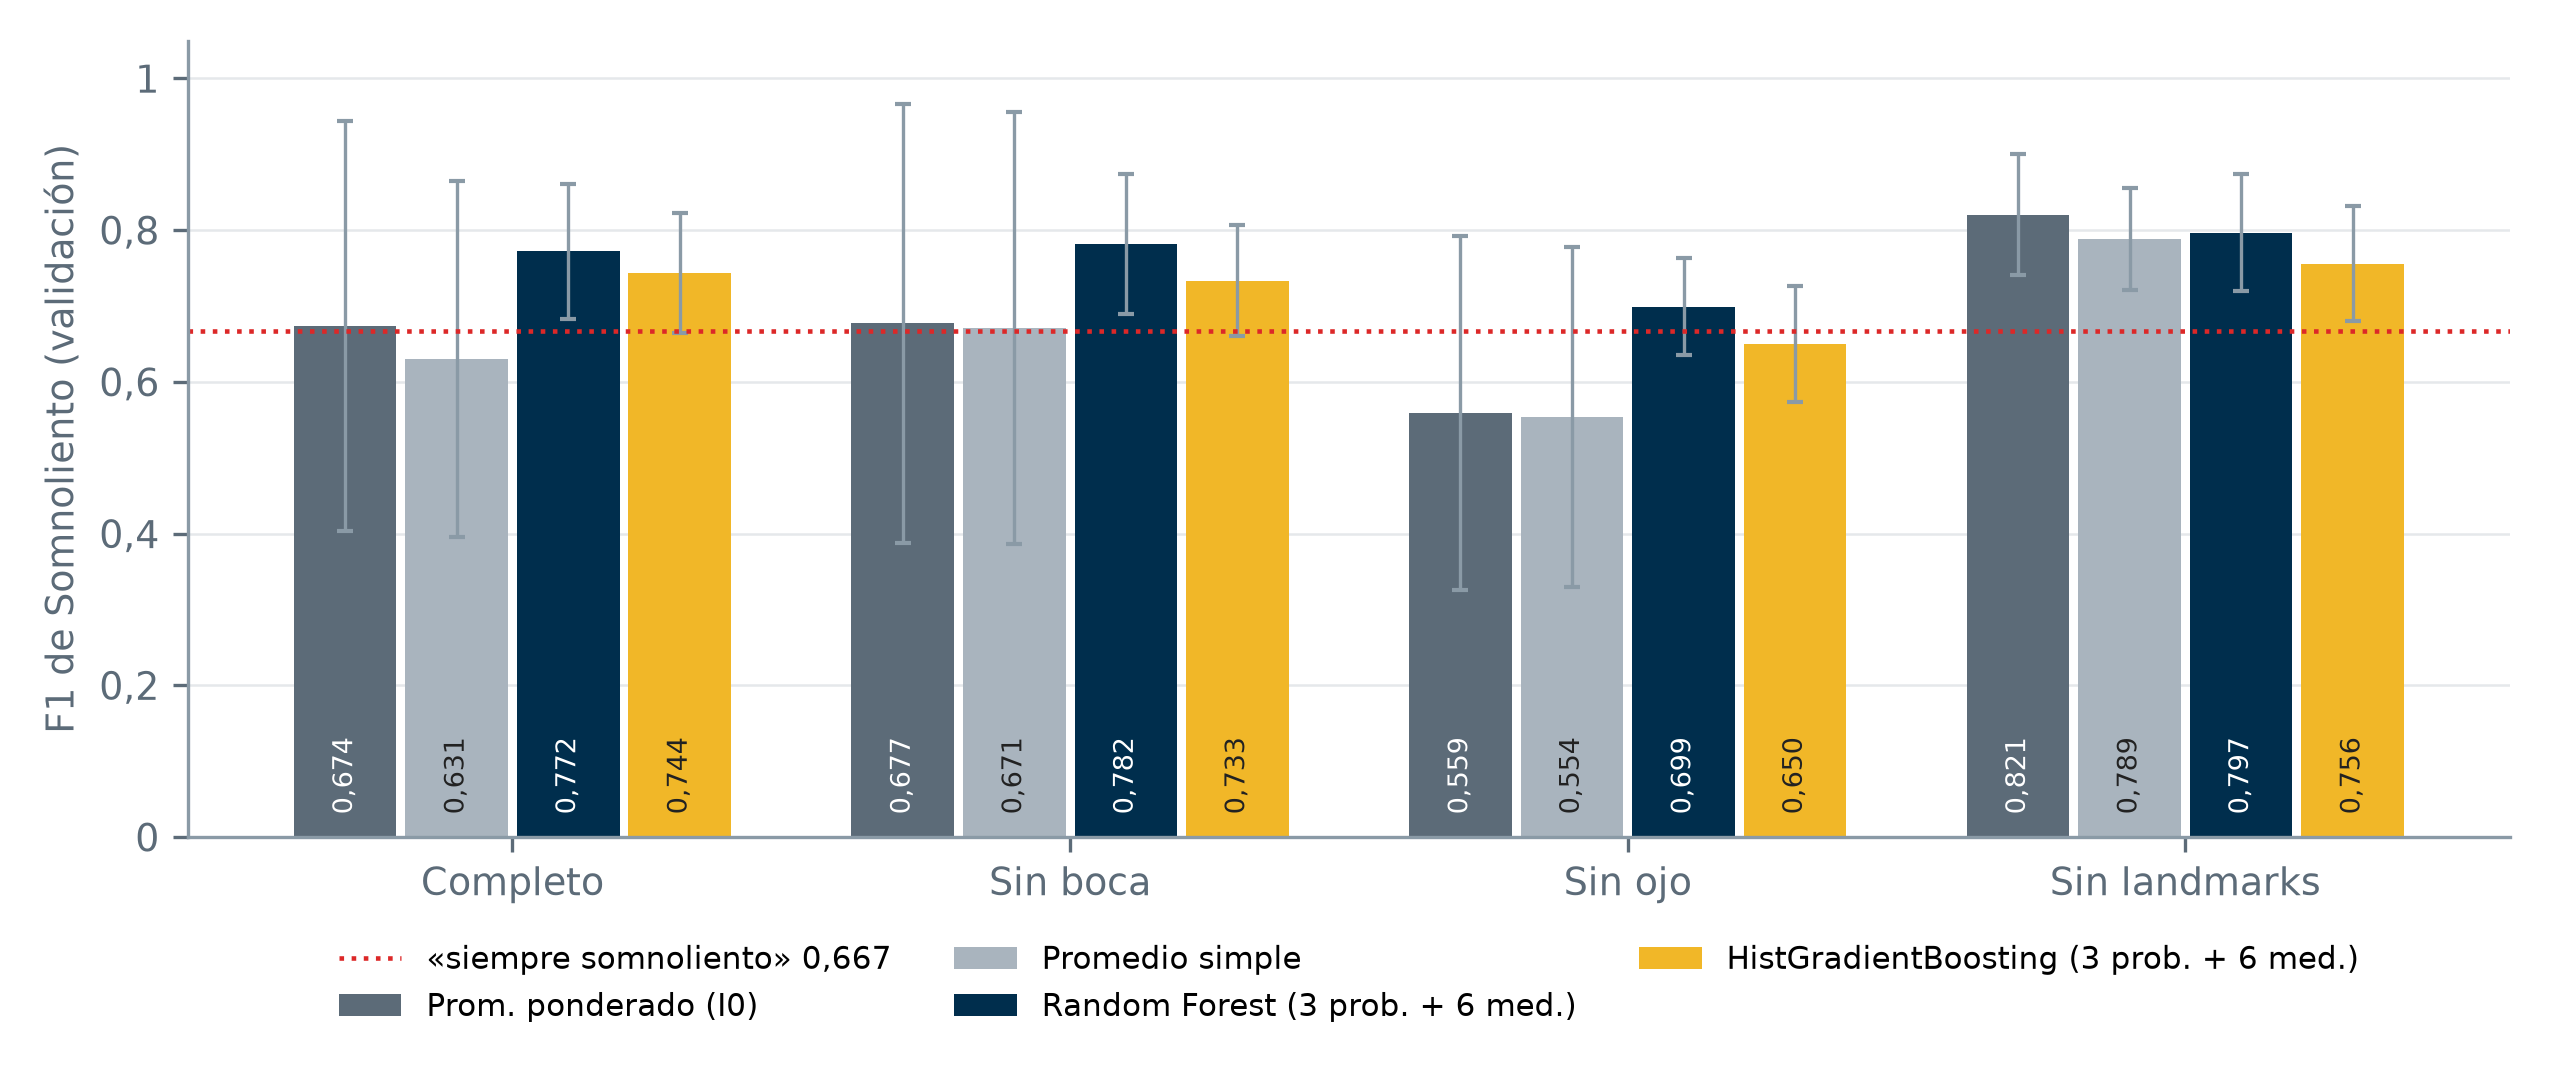 F1 de Somnoliento (validación)
1
0,8
0,6
0,4
0,2
0
0,674
0,631
0,772
0,744
0,677
0,671
0,782
0,733
0,559
0,554
0,699
0,650
0,821
0,789
0,797
0,756
Completo
Sin boca
Sin ojo
Sin landmarks
«siempre somnoliento» 0,667
Prom. ponderado (I0)
Promedio simple
Random Forest (3 prob. + 6 med.)
HistGradientBoosting (3 prob. + 6 med.)